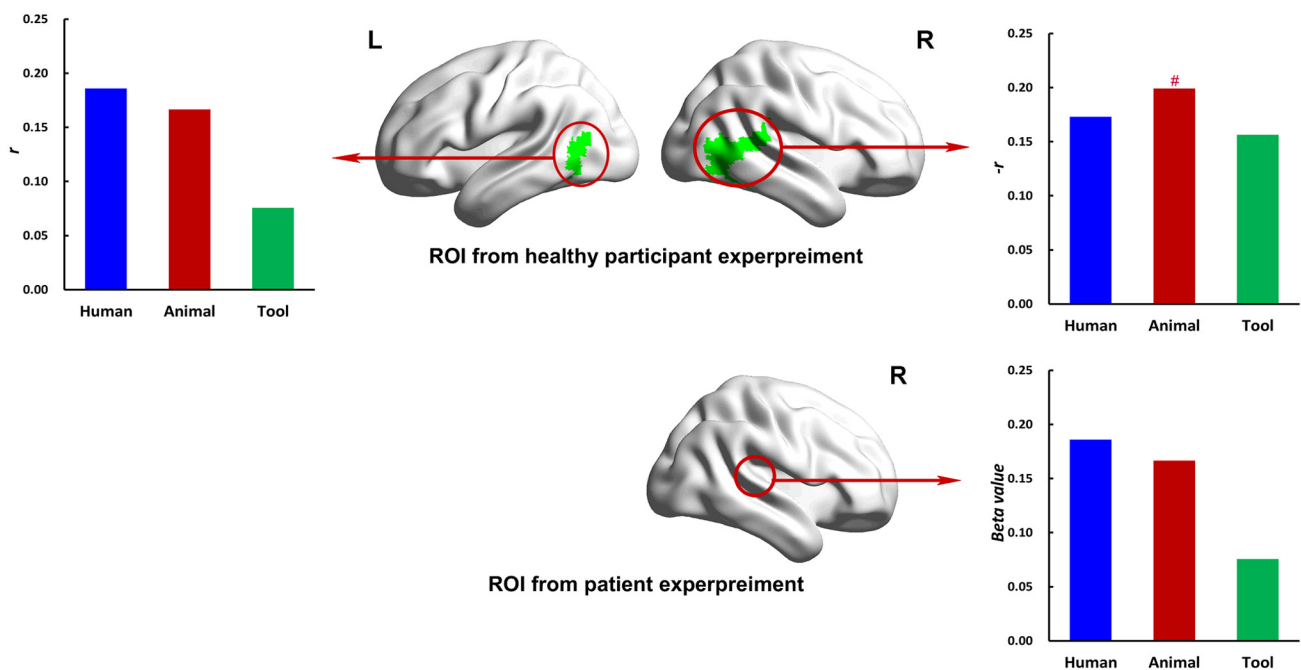 0.25
0.20
0.15
0.10
0.05
0.00
r
Human Animal Tool
L
R
ROI from healthy participant experpreiment
0.25
0.20
0.15
0.10
0.05
0.00
-r
#
Human Animal Tool
R
ROI from patient experpreiment
0.25
0.20
0.15
0.10
0.05
0.00
Beta value
Human Animal Tool